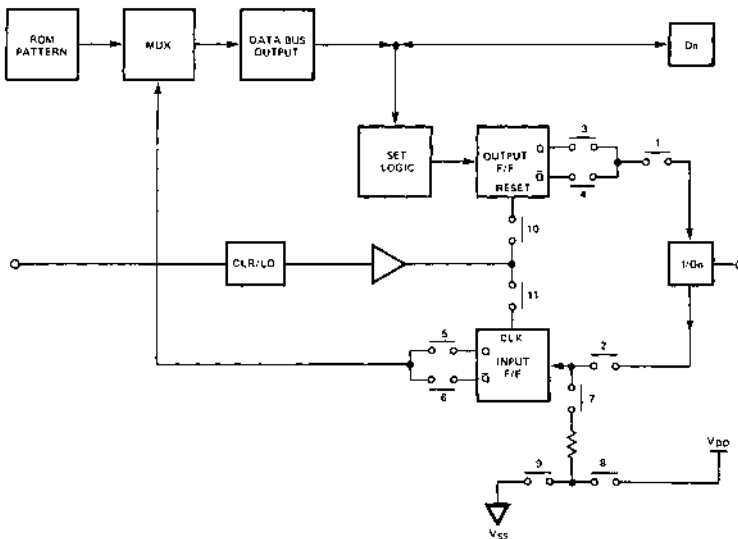 ROM
PATTERN
MUX
DATA BUS
OUTPUT
Dn
SET
LOGIC
OUTPUT
F/F
RESET
Q
Q̅
3
4
1
10
CLR/LD
I/On
11
CLK
INPUT
F/F
Q
Q̅
5
6
2
7
9
8
VDD
VSS